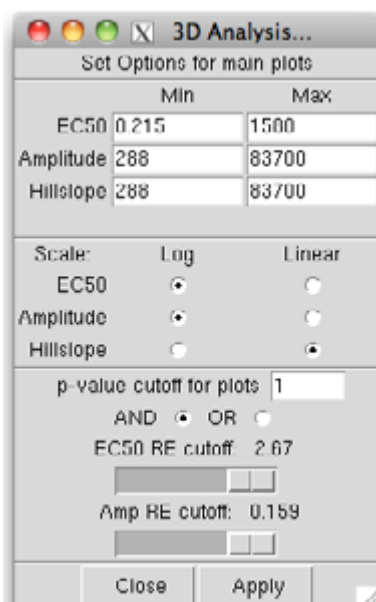 3D Analysis...
Set Options for main plots
Min Max
EC50 0.215 1500
Amplitude 288 83700
Hillslope 288 83700
Scale: Log Linear
EC50
Amplitude
Hillslope
p-value cutoff for plots 1
AND OR
EC50 RE cutoff: 2.67
Amp RE cutoff: 0.159
Close Apply